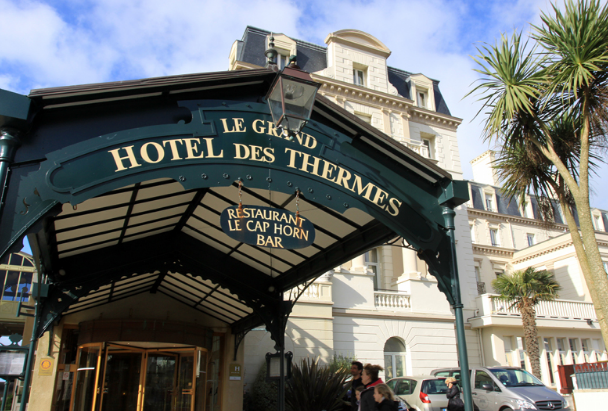 LE GRAND
HOTEL DES THERMES
RESTAURANT
LE CAP HORN
BAR